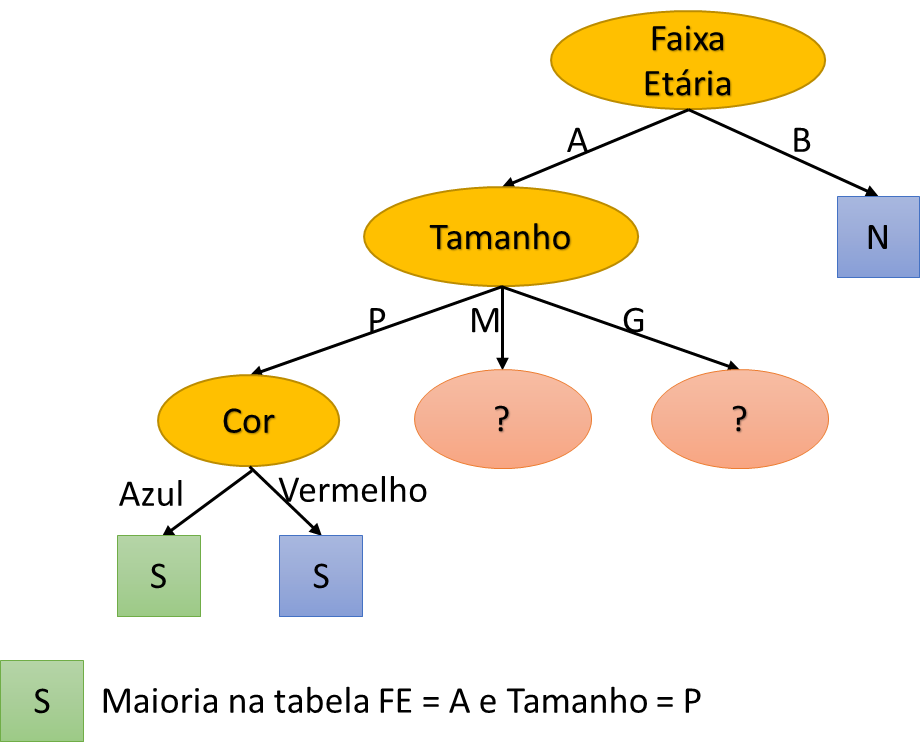 Faixa
Etária
A
B
Tamanho
N
P
M
G
Cor
?
?
Azul
Vermelho
S
S
S
Maioria na tabela FE = A e Tamanho = P